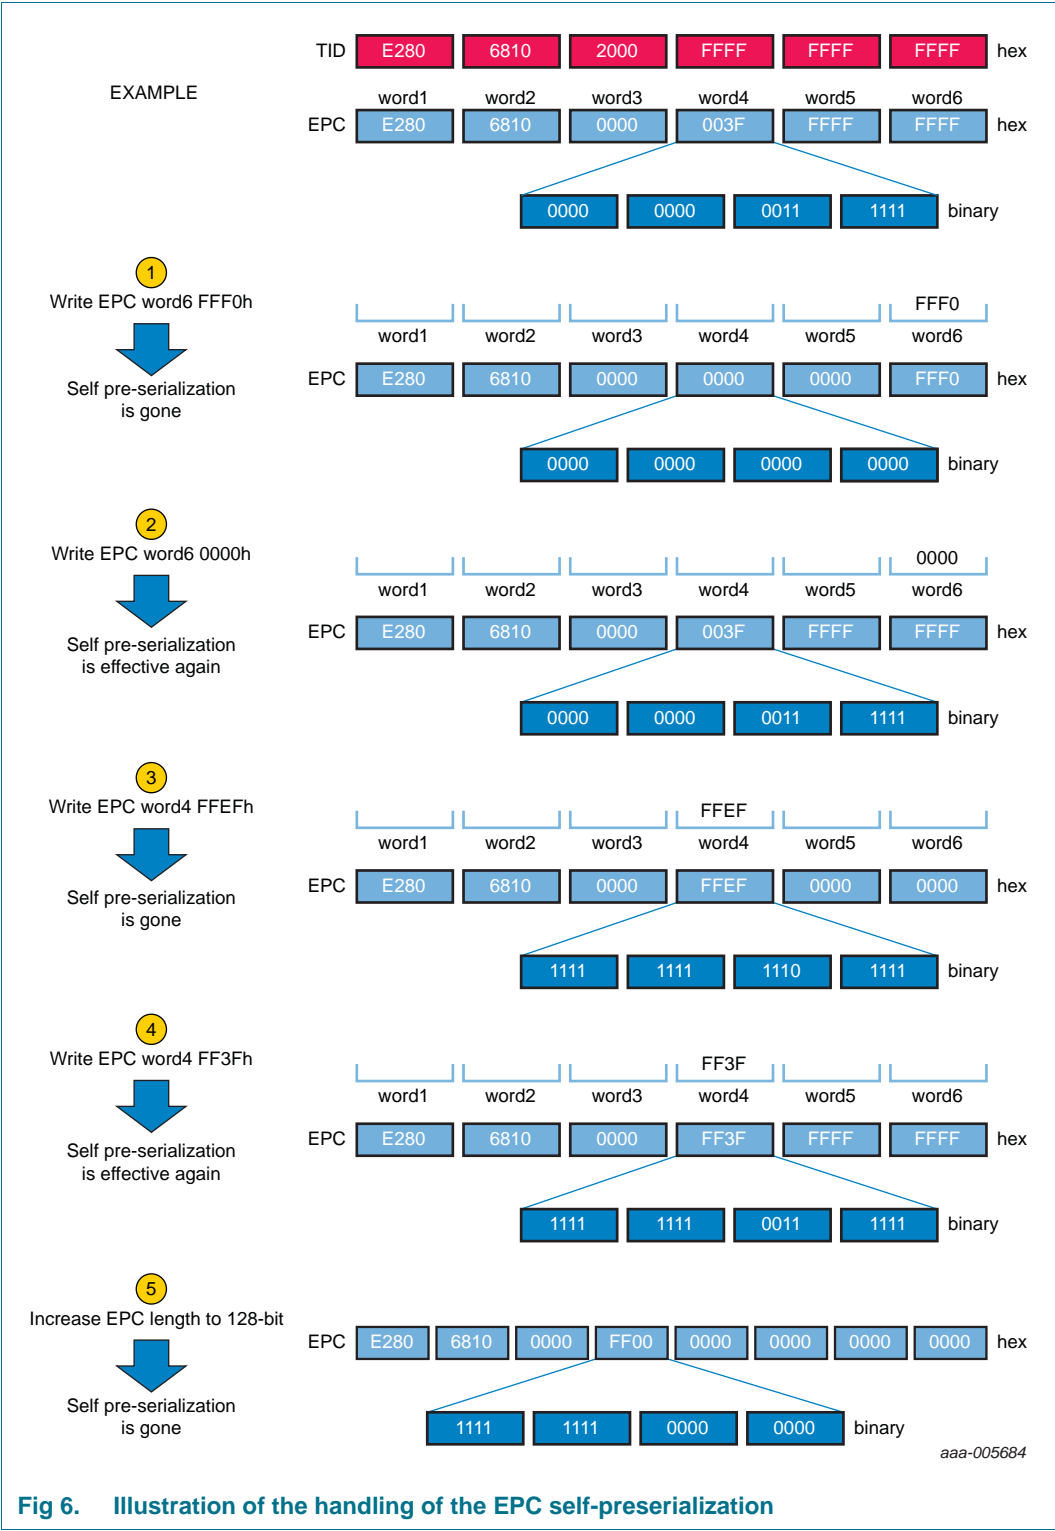 TID E280 6810 2000 FFFF FFFF FFFF hex
EXAMPLE
word1 word2 word3 word4 word5 word6
EPC E280 6810 0000 003F FFFF FFFF hex
0000 0000 0011 1111 binary
1
Write EPC word6 FFF0h
FFF0
word1 word2 word3 word4 word5 word6
EPC E280 6810 0000 0000 0000 FFF0 hex
Self pre-serialization
is gone
0000 0000 0000 0000 binary
2
Write EPC word6 0000h
0000
word1 word2 word3 word4 word5 word6
EPC E280 6810 0000 003F FFFF FFFF hex
Self pre-serialization
is effective again
0000 0000 0011 1111 binary
3
Write EPC word4 FFEFh
FFEF
word1 word2 word3 word4 word5 word6
EPC E280 6810 0000 FFEF 0000 0000 hex
Self pre-serialization
is gone
1111 1111 1110 1111 binary
4
Write EPC word4 FF3Fh
FF3F
word1 word2 word3 word4 word5 word6
EPC E280 6810 0000 FF3F FFFF FFFF hex
Self pre-serialization
is effective again
1111 1111 0011 1111 binary
5
Increase EPC length to 128-bit
EPC E280 6810 0000 FF00 0000 0000 0000 0000 hex
Self pre-serialization
is gone
1111 1111 0000 0000 binary
aaa-005684
Fig 6. Illustration of the handling of the EPC self-preserialization